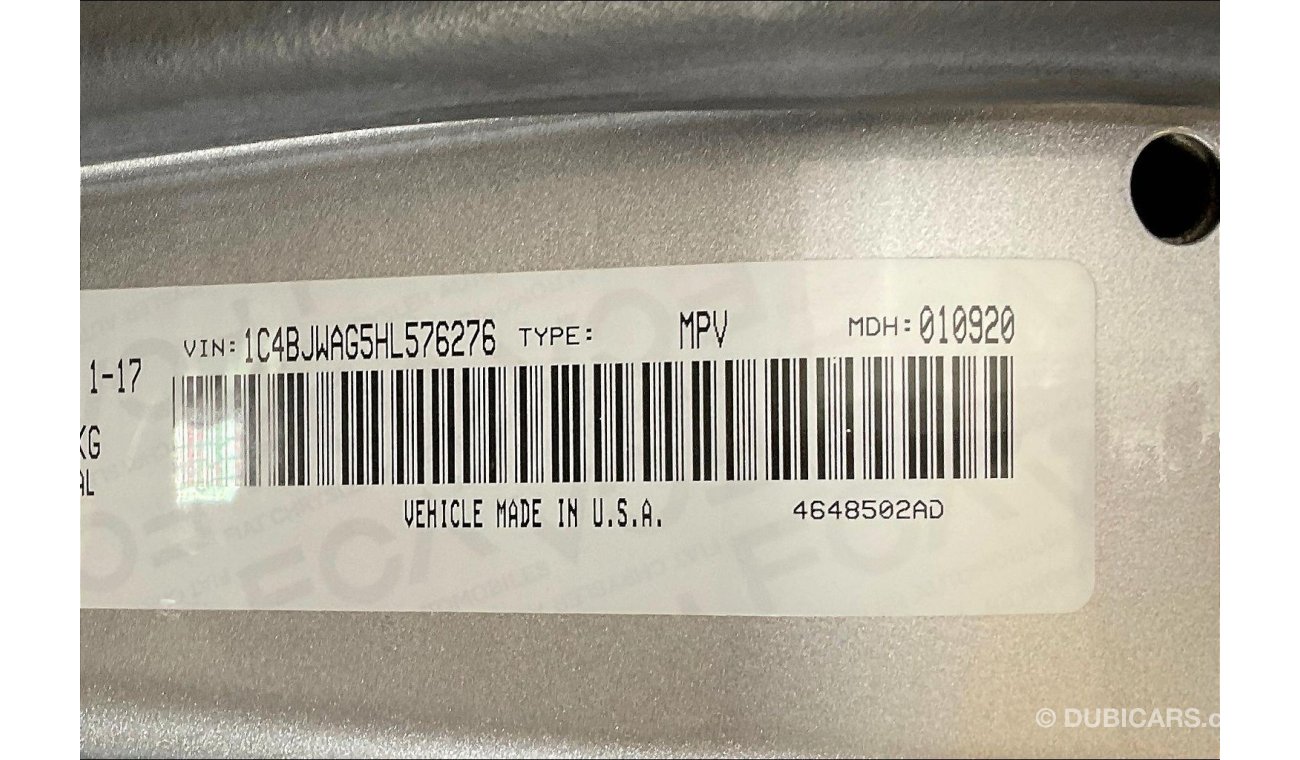 VIN: 1C4BJWAG5HL576276 TYPE: MPV MDH: 010920
1-17
KG
AL
VEHICLE MADE IN U.S.A. 4648502AD
© DUBICARS.c